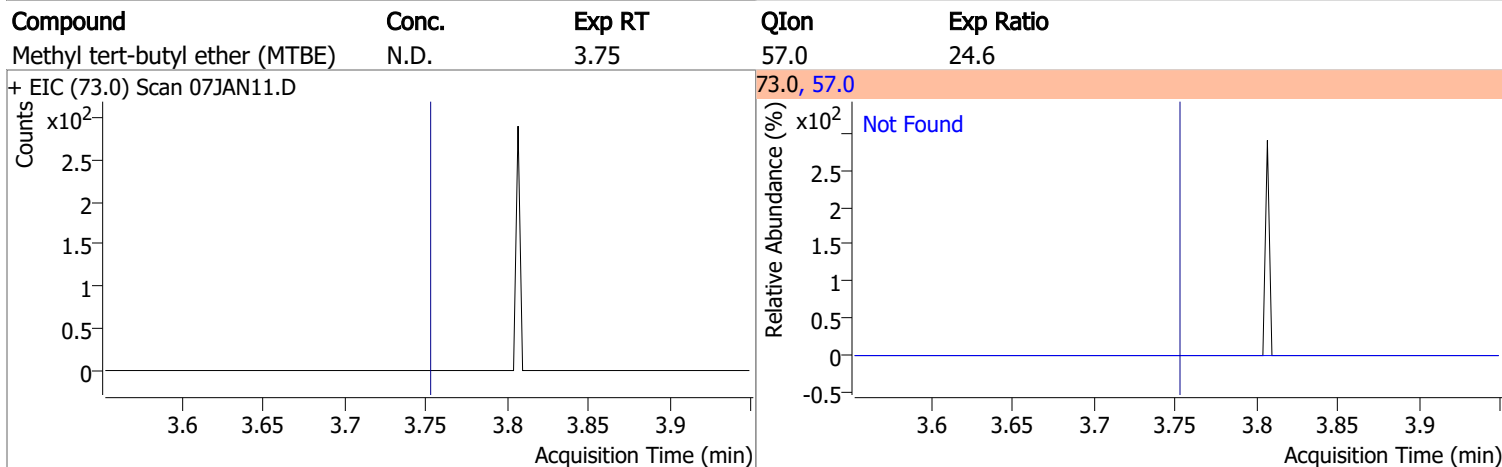 Compound Conc. Exp RT QIon Exp Ratio
Methyl tert-butyl ether (MTBE) N.D. 3.75 57.0 24.6
+ EIC (73.0) Scan 07JAN11.D
Counts
x10²
2.5
2
1.5
1
0.5
0
3.6 3.65 3.7 3.75 3.8 3.85 3.9
Acquisition Time (min)
73.0, 57.0
Relative Abundance (%)
x10²
Not Found
2.5
2
1.5
1
0.5
0
-0.5
3.6 3.65 3.7 3.75 3.8 3.85 3.9
Acquisition Time (min)